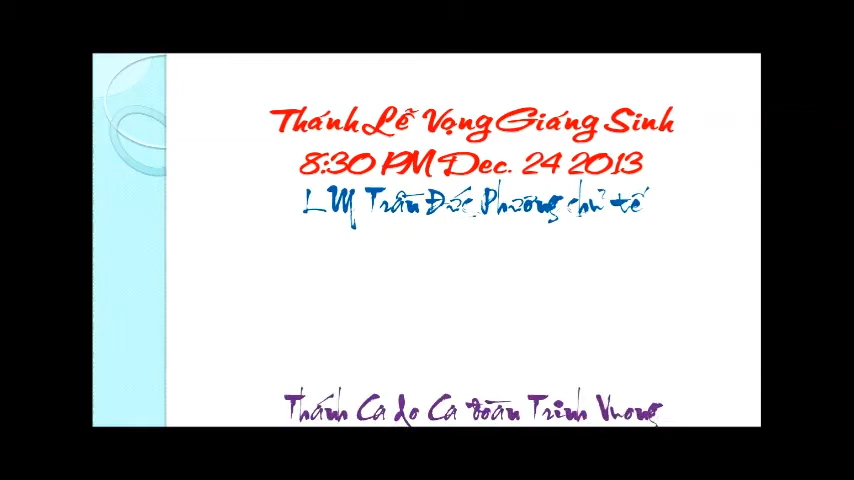 Thánh Lễ Vọng Giáng Sinh
8:30 PM Dec. 24 2013
LM Trần Đức Phương chủ tế
Thánh Ca do Ca đoàn Trinh Vương